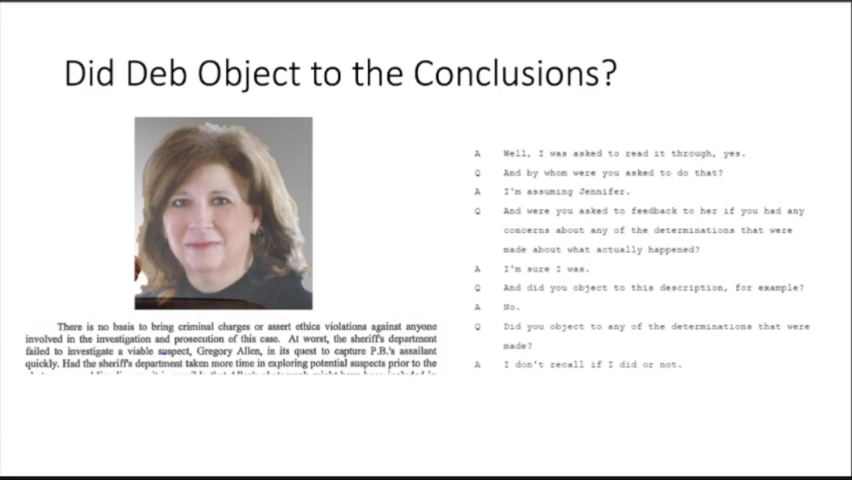 Did Deb Object to the Conclusions?
There is no basis to bring criminal charges or assert ethics violations against anyone
involved in the investigation and prosecution of this case. At worst, the sheriff's department
failed to investigate a viable suspect, Gregory Allen, in its quest to capture P.B.'s assailant
quickly. Had the sheriff's department taken more time in exploring potential suspects prior to the
A Well, I was asked to read it through, yes.
Q And by whom were you asked to do that?
A I'm assuming Jennifer.
Q And were you asked to feedback to her if you had any
concerns about any of the determinations that were
made about what actually happened?
A I'm sure I was.
Q And did you object to this description, for example?
A No.
Q Did you object to any of the determinations that were
made?
A I don't recall if I did or not.